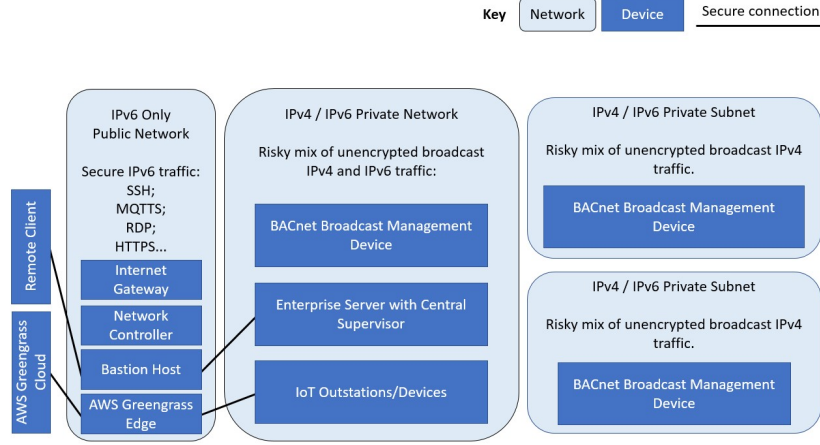 Key
Network
Device
Secure connection
IPv6 Only
Public Network
Secure IPv6 traffic:
SSH;
MQTTS;
RDP;
HTTPS...
Internet
Gateway
Network
Controller
Bastion Host
AWS Greengrass
Edge
Remote Client
AWS Greengrass
Cloud
IPv4 / IPv6 Private Network
Risky mix of unencrypted broadcast
IPv4 and IPv6 traffic:
BACnet Broadcast Management
Device
Enterprise Server with Central
Supervisor
IoT Outstations/Devices
IPv4 / IPv6 Private Subnet
Risky mix of unencrypted broadcast IPv4
traffic.
BACnet Broadcast Management
Device
IPv4 / IPv6 Private Subnet
Risky mix of unencrypted broadcast IPv4
traffic.
BACnet Broadcast Management
Device